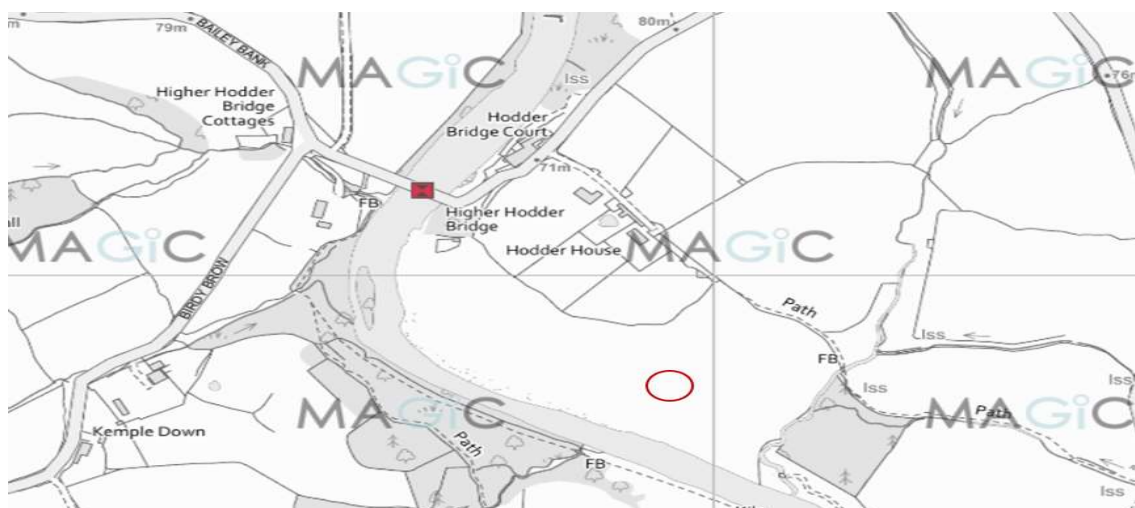 79m
BAILEY BANK
80m
MAGiC
MAGiC
MAGiC
76m
Iss
Higher Hodder
Bridge
Cottages
Hodder
Bridge Court
71m
FB
Higher Hodder
Bridge
MAGiC
MAGiC
Hodder House
BIRDY BROW
Path
Iss
FB
Iss
Iss
MAGiC
MAGiC
MAGiC
Path
Kemple Down
Path
FB
Iss